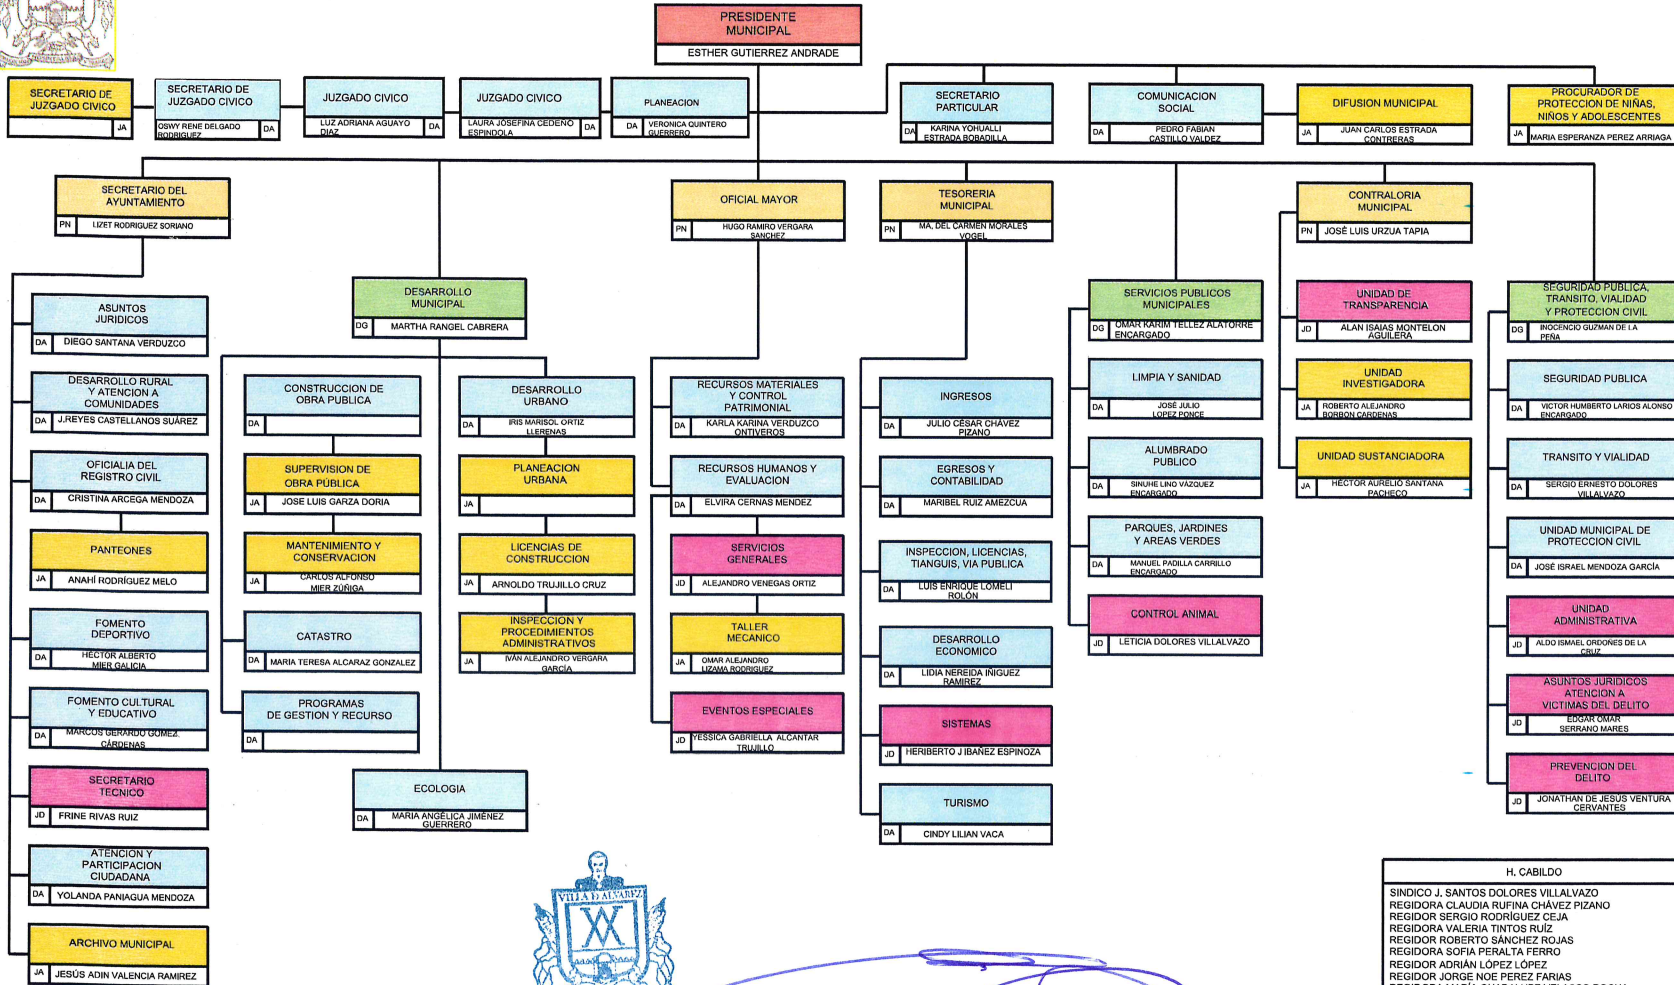 PRESIDENTE
MUNICIPAL
ESTHER GUTIERREZ ANDRADE
SECRETARIO DE
JUZGADO CIVICO
JA
SECRETARIO DE
JUZGADO CIVICO
OSWY RENE DELGADO
RODRIGUEZ
DA
JUZGADO CIVICO
LUZ ADRIANA AGUAYO
DIAZ
DA
JUZGADO CIVICO
LAURA JOSEFINA CEDEÑO
ESPINDOLA
DA
PLANEACION
DA
VERONICA QUINTERO
GUERRERO
SECRETARIO
PARTICULAR
DA
KARINA YOHUALLI
ESTRADA BOBADILLA
COMUNICACION
SOCIAL
DA
PEDRO FABIAN
CASTILLO VALDEZ
DIFUSION MUNICIPAL
JA
JUAN CARLOS ESTRADA
CONTRERAS
PROCURADOR DE
PROTECCION DE NIÑAS,
NIÑOS Y ADOLESCENTES
JA
MARIA ESPERANZA PEREZ ARRIAGA
SECRETARIO DEL
AYUNTAMIENTO
PN
LIZET RODRIGUEZ SORIANO
OFICIAL MAYOR
PN
HUGO RAMIRO VERGARA
SANCHEZ
TESORERIA
MUNICIPAL
PN
MA, DEL CARMEN MORALES
VOGEL
CONTRALORIA
MUNICIPAL
PN
JOSÉ LUIS URZUA TAPIA
ASUNTOS
JURIDICOS
DA
DIEGO SANTANA VERDUZCO
DESARROLLO RURAL
Y ATENCION A
COMUNIDADES
DA
J.REYES CASTELLANOS SUÁREZ
OFICIALIA DEL
REGISTRO CIVIL
DA
CRISTINA ARCEGA MENDOZA
PANTEONES
JA
ANAHÍ RODRÍGUEZ MELO
FOMENTO
DEPORTIVO
DA
HÉCTOR ALBERTO
MIER GALICIA
FOMENTO CULTURAL
Y EDUCATIVO
DA
MARCOS GERARDO GOMEZ.
CÁRDENAS
SECRETARIO
TECNICO
JD
FRINE RIVAS RUIZ
ATENCION Y
PARTICIPACION
CIUDADANA
DA
YOLANDA PANIAGUA MENDOZA
ARCHIVO MUNICIPAL
JA
JESÚS ADIN VALENCIA RAMIREZ
DESARROLLO
MUNICIPAL
DG
MARTHA RANGEL CABRERA
CONSTRUCCION DE
OBRA PUBLICA
DA
SUPERVISION DE
OBRA PÚBLICA
JA
JOSE LUIS GARZA DORIA
MANTENIMIENTO Y
CONSERVACION
JA
CARLOS ALFONSO
MIER ZÚÑIGA
CATASTRO
DA
MARIA TERESA ALCARAZ GONZALEZ
PROGRAMAS
DE GESTION Y RECURSO
DA
ECOLOGIA
DA
MARIA ANGÉLICA JIMÉNEZ
GUERRERO
DESARROLLO
URBANO
DA
IRIS MARISOL ORTIZ
LLERENAS
PLANEACION
URBANA
JA
LICENCIAS DE
CONSTRUCCION
JA
ARNOLDO TRUJILLO CRUZ
INSPECCION Y
PROCEDIMIENTOS
ADMINISTRATIVOS
JA
IVÁN ALEJANDRO VERGARA
GARCÍA
RECURSOS MATERIALES
Y CONTROL
PATRIMONIAL
DA
KARLA KARINA VERDUZCO
ONTIVEROS
RECURSOS HUMANOS Y
EVALUACION
DA
ELVIRA CERNAS MENDEZ
SERVICIOS
GENERALES
JD
ALEJANDRO VENEGAS ORTIZ
TALLER
MECANICO
JA
OMAR ALEJANDRO
LIZAMA RODRIGUEZ
EVENTOS ESPECIALES
JD
YESSICA GABRIELLA ALCANTAR
TRUJILLO
INGRESOS
DA
JULIO CÉSAR CHÁVEZ
PIZANO
EGRESOS Y
CONTABILIDAD
DA
MARIBEL RUIZ AMEZCUA
INSPECCION, LICENCIAS,
TIANGUIS, VIA PUBLICA
DA
LUIS ENRIQUE LOMELI
ROLÓN
DESARROLLO
ECONOMICO
DA
LIDIA NEREIDA IÑIGUEZ
RAMIREZ
SISTEMAS
JD
HERIBERTO J IBAÑEZ ESPINOZA
TURISMO
DA
CINDY LILIAN VACA
SERVICIOS PUBLICOS
MUNICIPALES
DG
OMAR KARIM TELLEZ ALATORRE
ENCARGADO
LIMPIA Y SANIDAD
DA
JOSÉ JULIO
LOPEZ PONCE
ALUMBRADO
PUBLICO
DA
SINUHE LINO VÁZQUEZ
ENCARGADO
PARQUES, JARDINES
Y AREAS VERDES
DA
MANUEL PADILLA CARRILLO
ENCARGADO
CONTROL ANIMAL
JD
LETICIA DOLORES VILLALVAZO
UNIDAD DE
TRANSPARENCIA
JD
ALAN ISAIAS MONTELON
AGUILERA
UNIDAD
INVESTIGADORA
JA
ROBERTO ALEJANDRO
BORBON CARDENAS
UNIDAD SUSTANCIADORA
JA
HÉCTOR AURELIO SANTANA
PACHECO
SEGURIDAD PUBLICA,
TRANSITO, VIALIDAD
Y PROTECCION CIVIL
DG
INOCENCIO GUZMAN DE LA
PEÑA
SEGURIDAD PUBLICA
DA
VICTOR HUMBERTO LARIOS ALONSO
ENCARGADO
TRANSITO Y VIALIDAD
DA
SERGIO ERNESTO DOLORES
VILLALVAZO
UNIDAD MUNICIPAL DE
PROTECCION CIVIL
DA
JOSÉ ISRAEL MENDOZA GARCÍA
UNIDAD
ADMINISTRATIVA
JD
ALDO ISMAEL ORDOÑES DE LA
CRUZ
ASUNTOS JURIDICOS
ATENCION A
VICTIMAS DEL DELITO
JD
EDGAR OMAR
SERRANO MARES
PREVENCION DEL
DELITO
JD
JONATHAN DE JESÚS VENTURA
CERVANTES
VILLA D ALVAREZ
H. CABILDO
SINDICO J. SANTOS DOLORES VILLALVAZO
REGIDORA CLAUDIA RUFINA CHÁVEZ PIZANO
REGIDOR SERGIO RODRÍGUEZ CEJA
REGIDORA VALERIA TINTOS RUÍZ
REGIDOR ROBERTO SÁNCHEZ ROJAS
REGIDORA SOFIA PERALTA FERRO
REGIDOR ADRIÁN LÓPEZ LÓPEZ
REGIDOR JORGE NOE PEREZ FARIAS